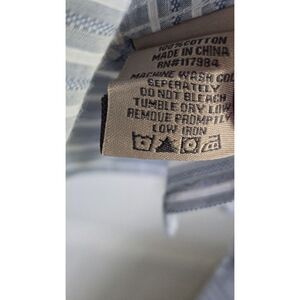 100% COTTON
MADE IN CHINA
RN#117984
MACHINE WASH COL
SEPERATELY
DO NOT BLEACH
TUMBLE DRY LOW
REMOVE PROMPTLY
LOW IRON